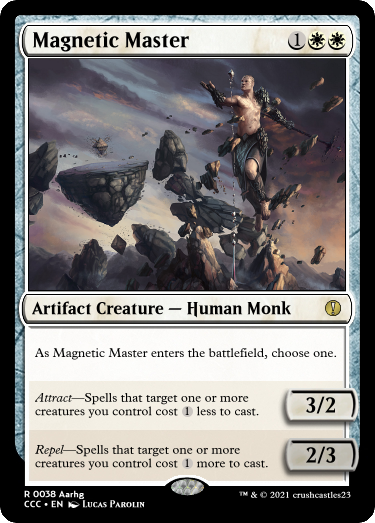 Magnetic Master 1
Artifact Creature — Human Monk
As Magnetic Master enters the battlefield, choose one.
Attract—Spells that target one or more
creatures you control cost 1 less to cast.
3/2
Repel—Spells that target one or more
creatures you control cost 1 more to cast.
2/3
R 0038 Aarhg
CCC • EN LUCAS PAROLIN
™ & © 2021 crushcastles23